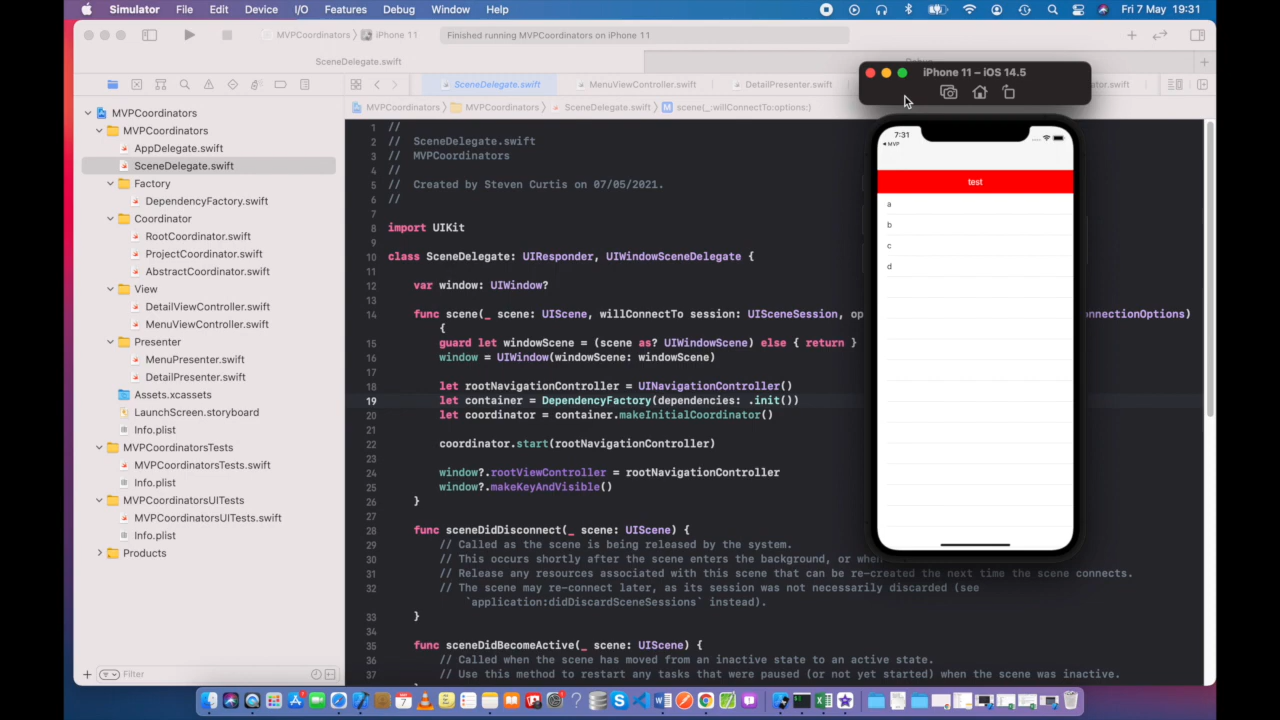 Simulator File Edit Device I/O Features Debug Window Help Fri 7 May 19:31
MVPCoordinators iPhone 11 Finished running MVPCoordinators on iPhone 11
SceneDelegate.swift
SceneDelegate.swift MenuViewController.swift DetailPresenter.swift
MVPCoordinators MVPCoordinators SceneDelegate.swift scene(_:willConnectTo:options:)
MVPCoordinators
MVPCoordinators
AppDelegate.swift
SceneDelegate.swift
Factory
DependencyFactory.swift
Coordinator
RootCoordinator.swift
ProjectCoordinator.swift
AbstractCoordinator.swift
View
DetailViewController.swift
MenuViewController.swift
Presenter
MenuPresenter.swift
DetailPresenter.swift
Assets.xcassets
LaunchScreen.storyboard
Info.plist
MVPCoordinatorsTests
MVPCoordinatorsTests.swift
Info.plist
MVPCoordinatorsUITests
MVPCoordinatorsUITests.swift
Info.plist
Products
Filter
1 //
2 // SceneDelegate.swift
3 // MVPCoordinators
4 //
5 // Created by Steven Curtis on 07/05/2021.
6 //
7
8 import UIKit
9
10 class SceneDelegate: UIResponder, UIWindowSceneDelegate {
11
12 var window: UIWindow?
13
14 func scene(_ scene: UIScene, willConnectTo session: UISceneSession, op nnectionOptions)
{
15 guard let windowScene = (scene as? UIWindowScene) else { return }
16 window = UIWindow(windowScene: windowScene)
17
18 let rootNavigationController = UINavigationController()
19 let container = DependencyFactory(dependencies: .init())
20 let coordinator = container.makeInitialCoordinator()
22 coordinator.start(rootNavigationController)
24 window?.rootViewController = rootNavigationController
25 window?.makeKeyAndVisible()
26 }
27
28 func sceneDidDisconnect(_ scene: UIScene) {
29 // Called as the scene is being released by the system.
30 // This occurs shortly after the scene enters the background, or when
31 // Release any resources associated with this scene that can be re-created the next time the scene connects.
32 // The scene may re-connect later, as its session was not necessarily discarded (see
`application:didDiscardSceneSessions` instead).
33 }
34
35 func sceneDidBecomeActive(_ scene: UIScene) {
36 // Called when the scene has moved from an inactive state to an active state.
37 // Use this method to restart any tasks that were paused (or not yet started) when the scene was inactive.
iPhone 11 – iOS 14.5
7:31
MVP
test
a
b
c
d